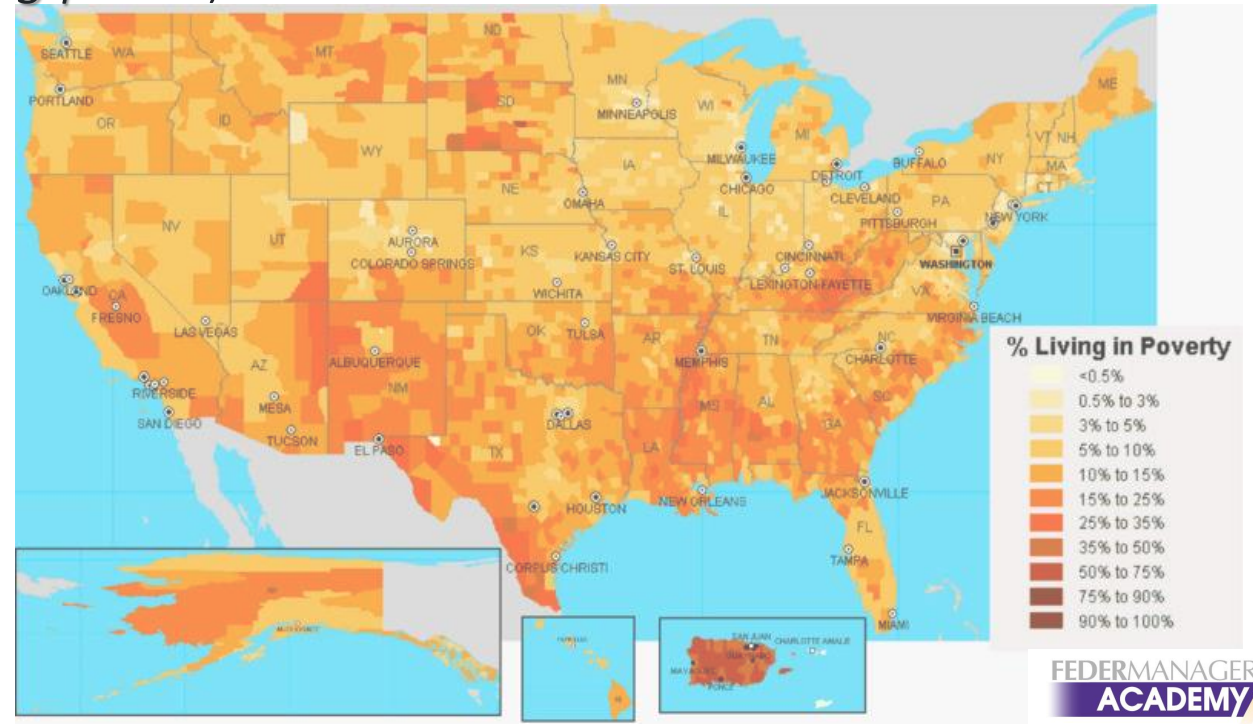 SEATTLE
WA
MT
ND
PORTLAND
OR
ID
WY
SD
MN
MINNEAPOLIS
WI
MI
ME
VT
NH
MA
CT
NY
BUFFALO
MILWAUKEE
DETROIT
CHICAGO
CLEVELAND
PITTSBURGH
PA
NEW YORK
IA
NE
OMAHA
IL
NV
UT
AURORA
COLORADO SPRINGS
KS
KANSAS CITY
ST. LOUIS
CINCINNATI
WASHINGTON
LEXINGTON-FAYETTE
VA
VIRGINIA BEACH
OAKLAND
CA
FRESNO
LAS VEGAS
WICHITA
AZ
ALBUQUERQUE
NM
OK
TULSA
AR
MEMPHIS
TN
NC
CHARLOTTE
SC
RIVERSIDE
SAN DIEGO
MESA
TUCSON
EL PASO
TX
DALLAS
LA
MS
AL
GA
HOUSTON
NEW ORLEANS
JACKSONVILLE
FL
TAMPA
CORPUS CHRISTI
MIAMI
SAN JUAN
CHARLOTTE AMALIE
PONCE
% Living in Poverty
<0.5%
0.5% to 3%
3% to 5%
5% to 10%
10% to 15%
15% to 25%
25% to 35%
35% to 50%
50% to 75%
75% to 90%
90% to 100%
FEDERMANAGER
ACADEMY